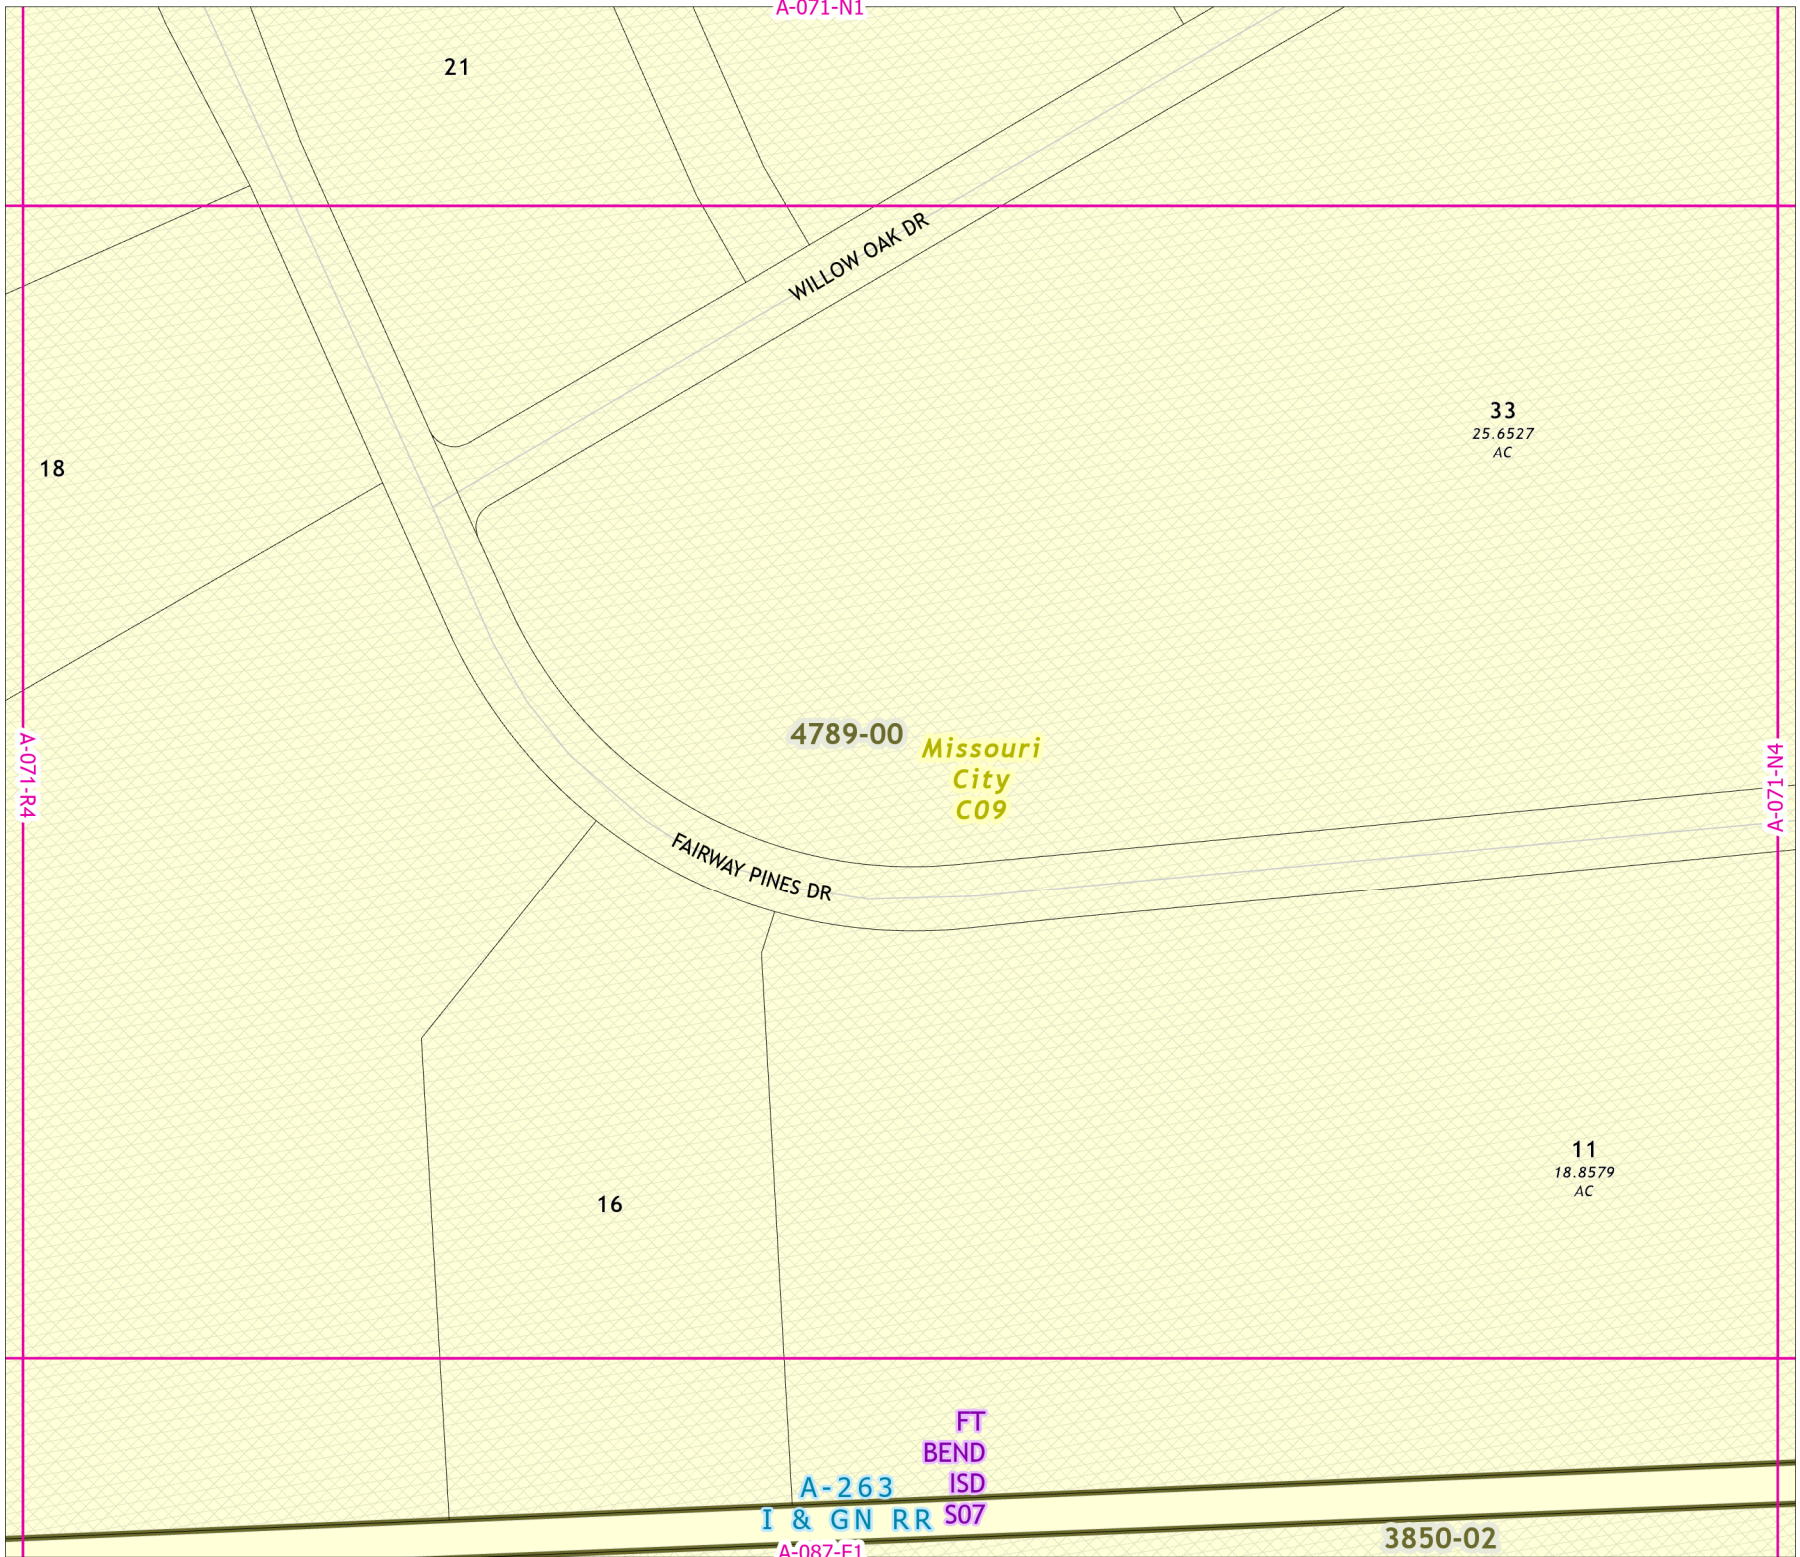 A-071-N1
21
WILLOW OAK DR
33
25.6527
AC
18
4789-00
Missouri
City
C09
A-071-R4
A-071-N4
FAIRWAY PINES DR
11
18.8579
AC
16
FT
BEND
ISD
S07
A-263
I & GN RR
3850-02
A-087-F1